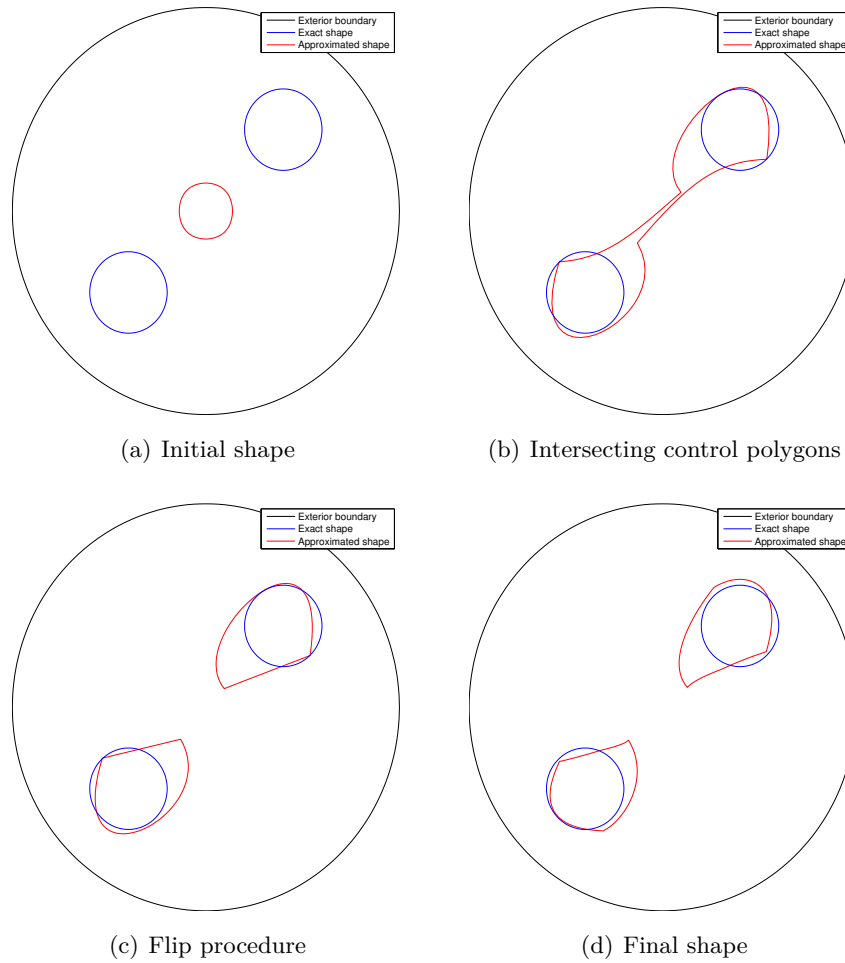 Exterior boundary
Exact shape
Approximated shape
(a) Initial shape
Exterior boundary
Exact shape
Approximated shape
(b) Intersecting control polygons
Exterior boundary
Exact shape
Approximated shape
(c) Flip procedure
Exterior boundary
Exact shape
Approximated shape
(d) Final shape